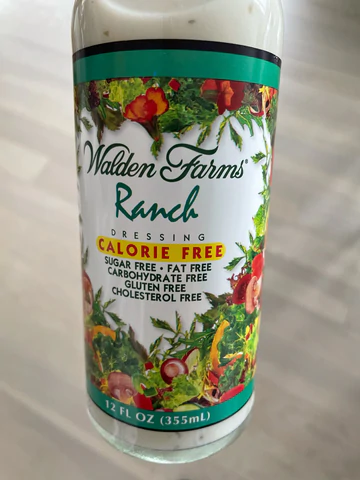 Walden Farms®
Ranch
DRESSING
CALORIE FREE
SUGAR FREE • FAT FREE
CARBOHYDRATE FREE
GLUTEN FREE
CHOLESTEROL FREE
12 FL OZ (355mL)